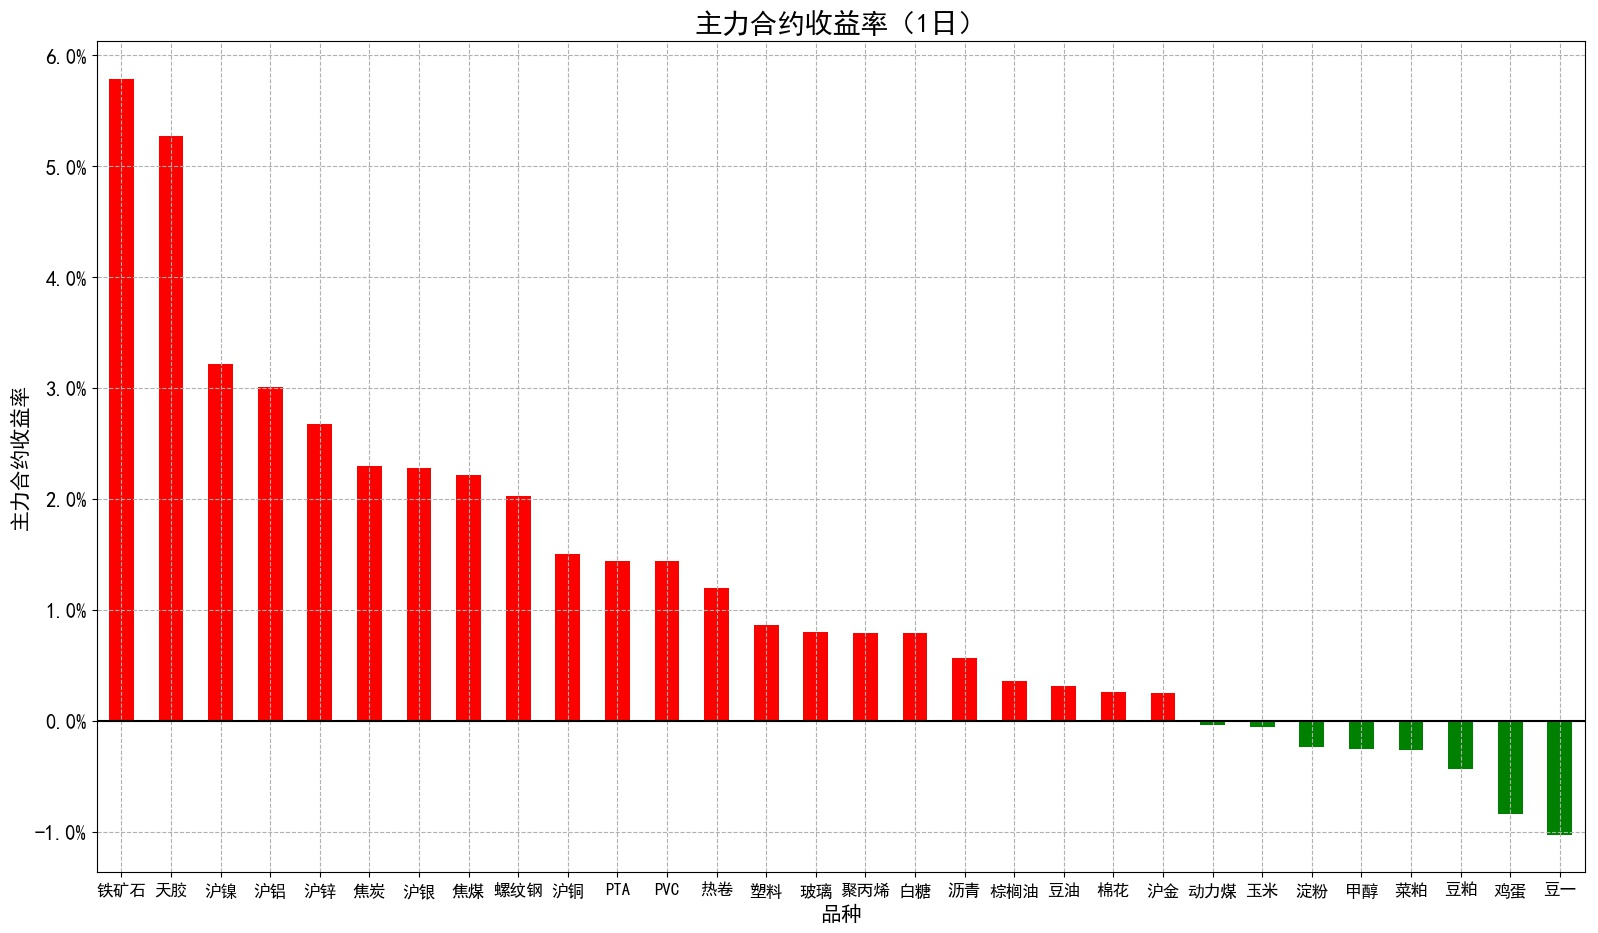 主力合约收益率（1日）
主力合约收益率
6.0%
5.0%
4.0%
3.0%
2.0%
1.0%
0.0%
−1.0%
铁矿石 天胶 沪镍 沪铝 沪锌 焦炭 沪银 焦煤 螺纹钢 沪铜 PTA PVC 热卷 塑料 玻璃 聚丙烯 白糖 沥青 棕榈油 豆油 棉花 沪金 动力煤 玉米 淀粉 甲醇 菜粕 豆粕 鸡蛋 豆一
品种